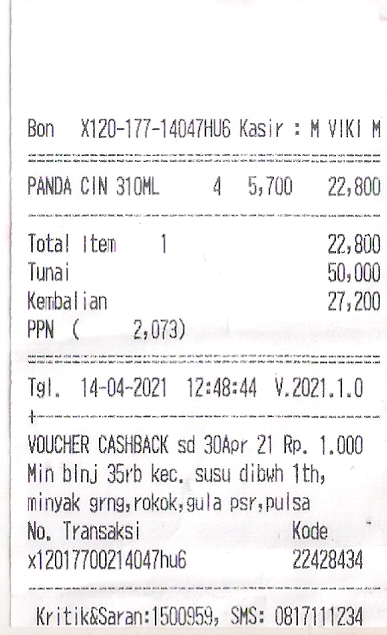 Bon X120-177-14047HU6 Kasir : M VIKI M
PANDA CIN 310ML 4 5,700 22,800
Total Item 1 22,800
Tunai 50,000
Kembalian 27,200
PPN ( 2,073)
Tgl. 14-04-2021 12:48:44 V.2021.1.0
VOUCHER CASHBACK sd 30Apr 21 Rp. 1.000
Min blnj 35rb kec. susu dibwh 1th,
minyak grng,rokok,gula psr,pulsa
No. Transaksi Kode
x12017700214047hu6 22428434
Kritik&Saran:1500959, SMS: 0817111234